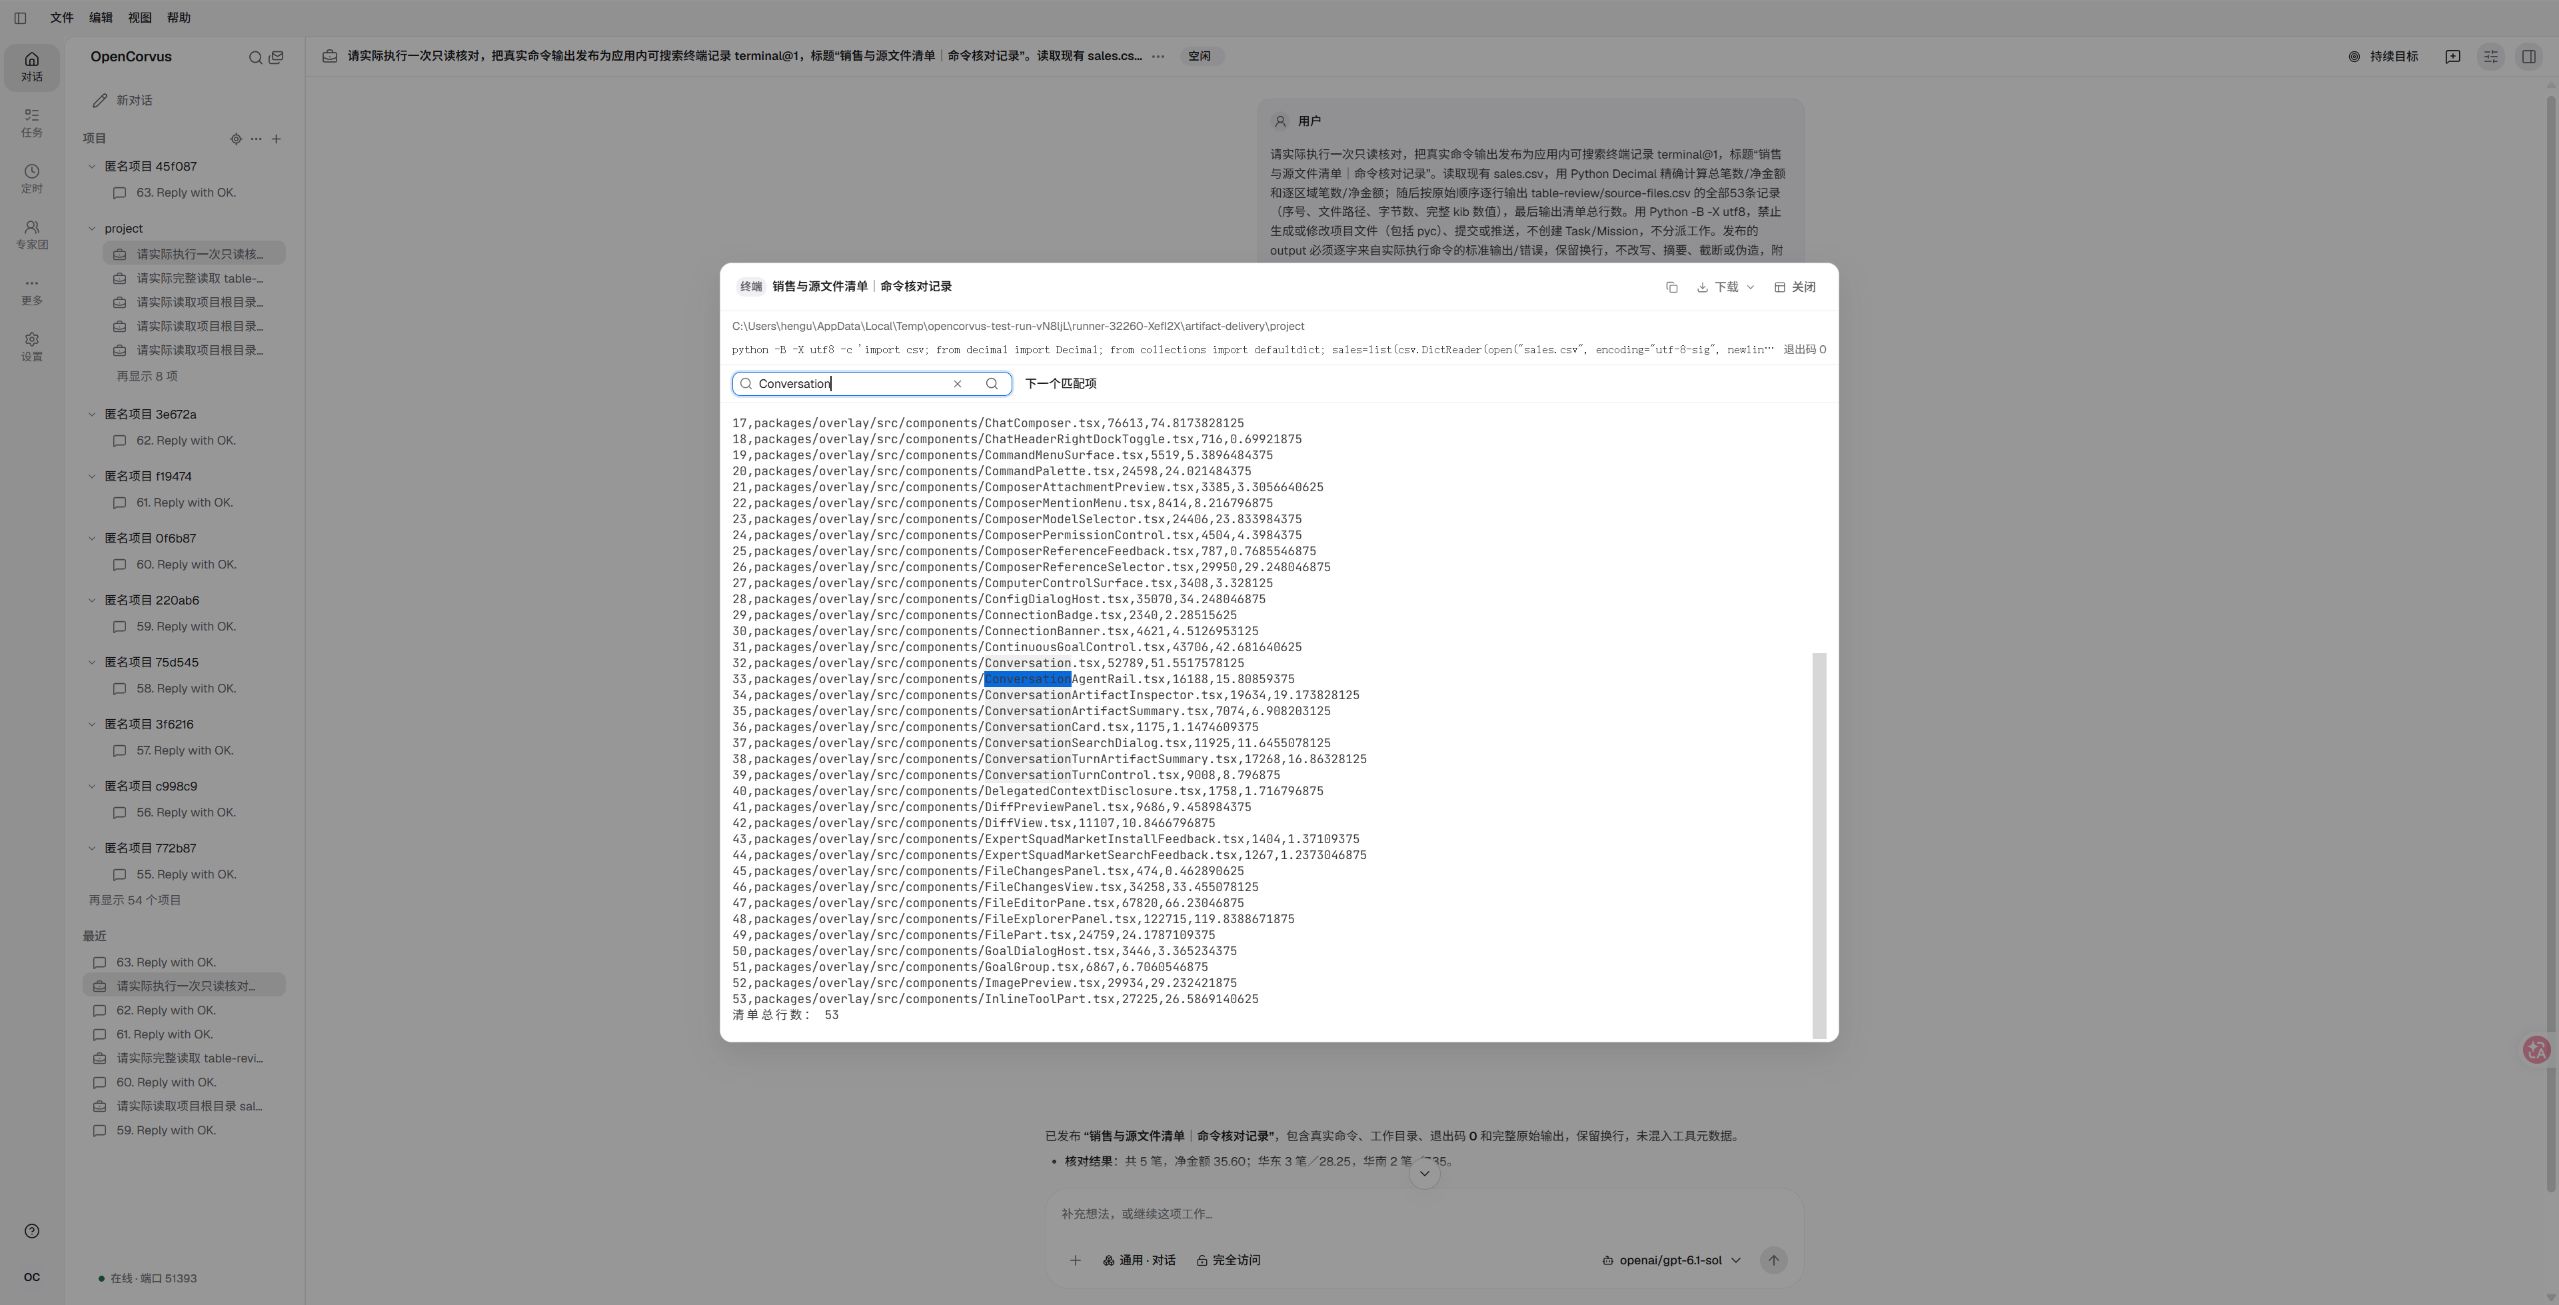 文件 编辑 视图 帮助
对话
任务
定时
专家团
更多
设置
OC
OpenCorvus
新对话
项目
匿名项目 45f087
63. Reply with OK.
project
请实际执行一次只读核...
请实际完整读取 table-...
请实际读取项目根目录...
请实际读取项目根目录...
请实际读取项目根目录...
再显示 8 项
匿名项目 3e672a
62. Reply with OK.
匿名项目 f19474
61. Reply with OK.
匿名项目 0f6b87
60. Reply with OK.
匿名项目 220ab6
59. Reply with OK.
匿名项目 75d545
58. Reply with OK.
匿名项目 3f6216
57. Reply with OK.
匿名项目 c998c9
56. Reply with OK.
匿名项目 772b87
55. Reply with OK.
再显示 54 个项目
最近
63. Reply with OK.
请实际执行一次只读核对...
62. Reply with OK.
61. Reply with OK.
请实际完整读取 table-revi...
60. Reply with OK.
请实际读取项目根目录 sal...
59. Reply with OK.
在线 · 端口 51393
请实际执行一次只读核对，把真实命令输出发布为应用内可搜索终端记录 terminal@1，标题“销售与源文件清单｜命令核对记录”。读取现有 sales.cs... ... 空闲
持续目标
用户
请实际执行一次只读核对，把真实命令输出发布为应用内可搜索终端记录 terminal@1，标题“销售
与源文件清单｜命令核对记录”。读取现有 sales.csv，用 Python Decimal 精确计算总笔数/净金额
和逐区域笔数/净金额；随后按原始顺序逐行输出 table-review/source-files.csv 的全部53条记录
（序号、文件路径、字节数、完整 kib 数值），最后输出清单总行数。用 Python -B -X utf8，禁止
生成或修改项目文件（包括 pyc）、提交或推送，不创建 Task/Mission，不分派工作。发布的
output 必须逐字来自实际执行命令的标准输出/错误，保留换行，不改写、摘要、截断或伪造，附
终端 销售与源文件清单｜命令核对记录 下载 关闭
C:\Users\hengu\AppData\Local\Temp\opencorvus-test-run-vN8ljL\runner-32260-XefI2X\artifact-delivery\project
python -B -X utf8 -c 'import csv; from decimal import Decimal; from collections import defaultdict; sales=list(csv.DictReader(open("sales.csv", encoding="utf-8-sig", newlin... 退出码 0
Conversation 下一个匹配项
17,packages/overlay/src/components/ChatComposer.tsx,76613,74.8173828125
18,packages/overlay/src/components/ChatHeaderRightDockToggle.tsx,716,0.69921875
19,packages/overlay/src/components/CommandMenuSurface.tsx,5519,5.3896484375
20,packages/overlay/src/components/CommandPalette.tsx,24598,24.021484375
21,packages/overlay/src/components/ComposerAttachmentPreview.tsx,3385,3.3056640625
22,packages/overlay/src/components/ComposerMentionMenu.tsx,8414,8.216796875
23,packages/overlay/src/components/ComposerModelSelector.tsx,24406,23.833984375
24,packages/overlay/src/components/ComposerPermissionControl.tsx,4504,4.3984375
25,packages/overlay/src/components/ComposerReferenceFeedback.tsx,787,0.7685546875
26,packages/overlay/src/components/ComposerReferenceSelector.tsx,29950,29.248046875
27,packages/overlay/src/components/ComputerControlSurface.tsx,3408,3.328125
28,packages/overlay/src/components/ConfigDialogHost.tsx,35070,34.248046875
29,packages/overlay/src/components/ConnectionBadge.tsx,2340,2.28515625
30,packages/overlay/src/components/ConnectionBanner.tsx,4621,4.5126953125
31,packages/overlay/src/components/ContinuousGoalControl.tsx,43706,42.681640625
32,packages/overlay/src/components/Conversation.tsx,52789,51.5517578125
33,packages/overlay/src/components/ConversationAgentRail.tsx,16188,15.80859375
34,packages/overlay/src/components/ConversationArtifactInspector.tsx,19634,19.173828125
35,packages/overlay/src/components/ConversationArtifactSummary.tsx,7074,6.908203125
36,packages/overlay/src/components/ConversationCard.tsx,1175,1.1474609375
37,packages/overlay/src/components/ConversationSearchDialog.tsx,11925,11.6455078125
38,packages/overlay/src/components/ConversationTurnArtifactSummary.tsx,17268,16.86328125
39,packages/overlay/src/components/ConversationTurnControl.tsx,9008,8.796875
40,packages/overlay/src/components/DelegatedContextDisclosure.tsx,1758,1.716796875
41,packages/overlay/src/components/DiffPreviewPanel.tsx,9686,9.458984375
42,packages/overlay/src/components/DiffView.tsx,11107,10.8466796875
43,packages/overlay/src/components/ExpertSquadMarketInstallFeedback.tsx,1404,1.37109375
44,packages/overlay/src/components/ExpertSquadMarketSearchFeedback.tsx,1267,1.2373046875
45,packages/overlay/src/components/FileChangesPanel.tsx,474,0.462890625
46,packages/overlay/src/components/FileChangesView.tsx,34258,33.455078125
47,packages/overlay/src/components/FileEditorPane.tsx,67820,66.23046875
48,packages/overlay/src/components/FileExplorerPanel.tsx,122715,119.8388671875
49,packages/overlay/src/components/FilePart.tsx,24759,24.1787109375
50,packages/overlay/src/components/GoalDialogHost.tsx,3446,3.365234375
51,packages/overlay/src/components/GoalGroup.tsx,6867,6.7060546875
52,packages/overlay/src/components/ImagePreview.tsx,29934,29.232421875
53,packages/overlay/src/components/InlineToolPart.tsx,27225,26.5869140625
清单总行数： 53
已发布 “销售与源文件清单｜命令核对记录”，包含真实命令、工作目录、退出码 0 和完整原始输出，保留换行，未混入工具元数据。
• 核对结果：共 5 笔，净金额 35.60；华东 3 笔／28.25，华南 2 笔
补充想法，或继续这项工作...
通用 · 对话 完全访问 openai/gpt-6.1-sol